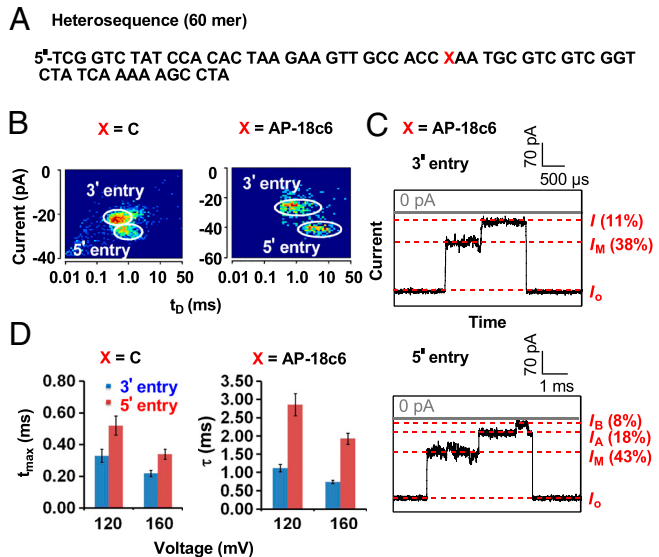 A
Heterosequence (60 mer)
5'-TCG GTC TAT CCA CAC TAA GAA GTT GCC ACC XAA TGC GTC GTC GGT
CTA TCA AAA AGC CTA
B
X = C
X = AP-18c6
Current (pA)
0
-20
-40
3' entry
5' entry
0.01 0.1 1.0 10 50
0
-20
-40
-60
3' entry
5' entry
0.01 0.1 1.0 10 50
tD (ms)
C
X = AP-18c6
3' entry
70 pA
500 µs
0 pA
Current
I (11%)
IM (38%)
Io
Time
5' entry
70 pA
1 ms
0 pA
IB (8%)
IA (18%)
IM (43%)
Io
D
X = C
X = AP-18c6
tmax (ms)
0.80
0.60
0.40
0.20
0.00
3' entry
5' entry
120 160
τ (ms)
3.50
3.00
2.50
2.00
1.50
1.00
0.50
0.00
120 160
Voltage (mV)